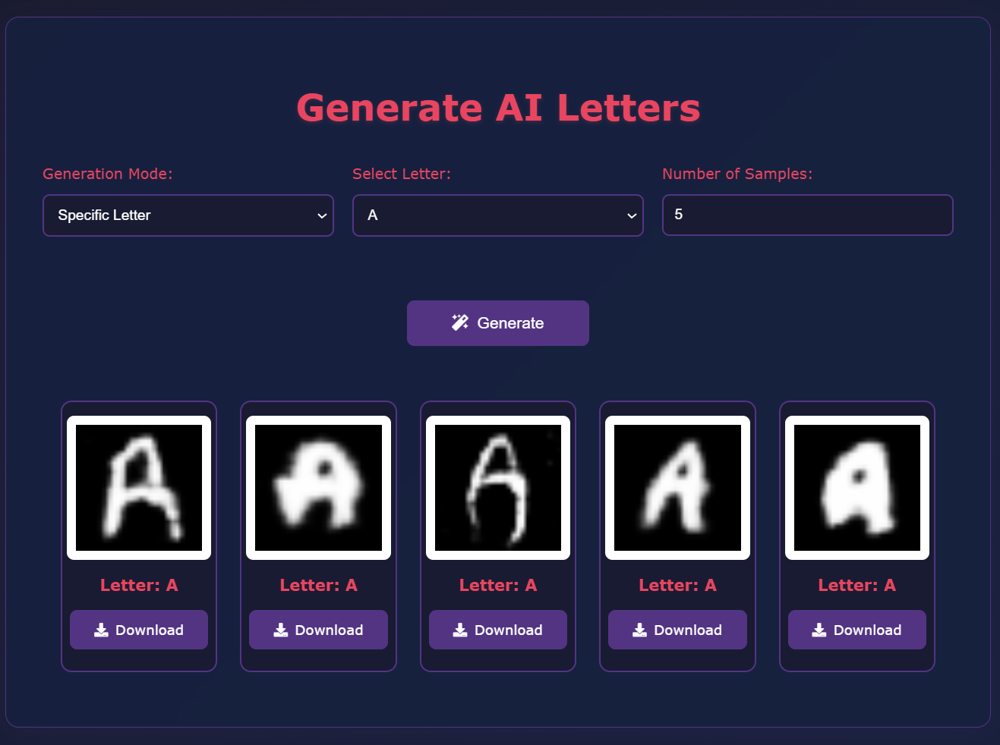 Generate AI Letters
Generation Mode: Select Letter: Number of Samples:
Specific Letter A 5
Generate
A A A A A
Letter: A Letter: A Letter: A Letter: A Letter: A
Download Download Download Download Download